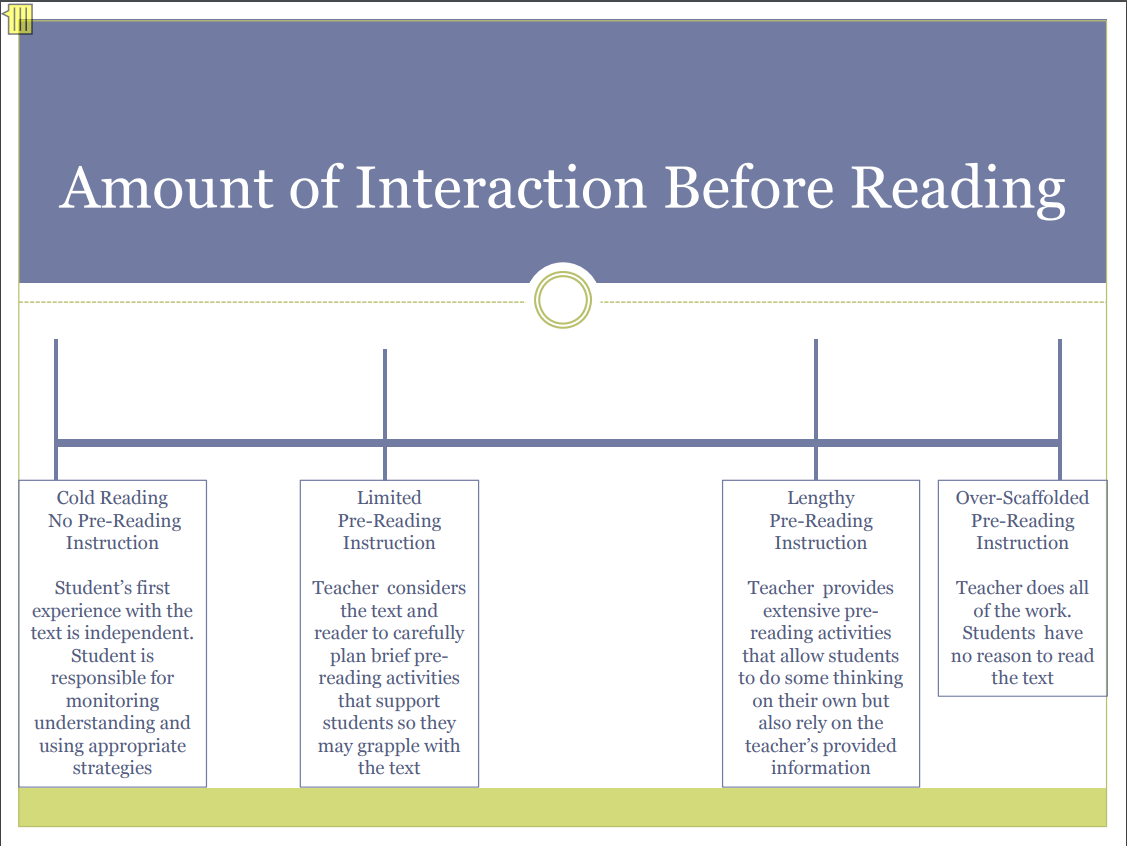 Amount of Interaction Before Reading
Cold Reading
No Pre-Reading
Instruction
Student’s first
experience with the
text is independent.
Student is
responsible for
monitoring
understanding and
using appropriate
strategies
Limited
Pre-Reading
Instruction
Teacher considers
the text and
reader to carefully
plan brief pre-
reading activities
that support
students so they
may grapple with
the text
Lengthy
Pre-Reading
Instruction
Teacher provides
extensive pre-
reading activities
that allow students
to do some thinking
on their own but
also rely on the
teacher’s provided
information
Over-Scaffolded
Pre-Reading
Instruction
Teacher does all
of the work.
Students have
no reason to read
the text